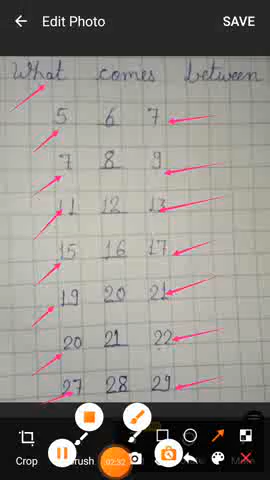 Edit Photo SAVE
What comes between
5 6 7
7 8 9
11 12 13
15 16 17
19 20 21
20 21 22
27 28 29
02:32
Crop